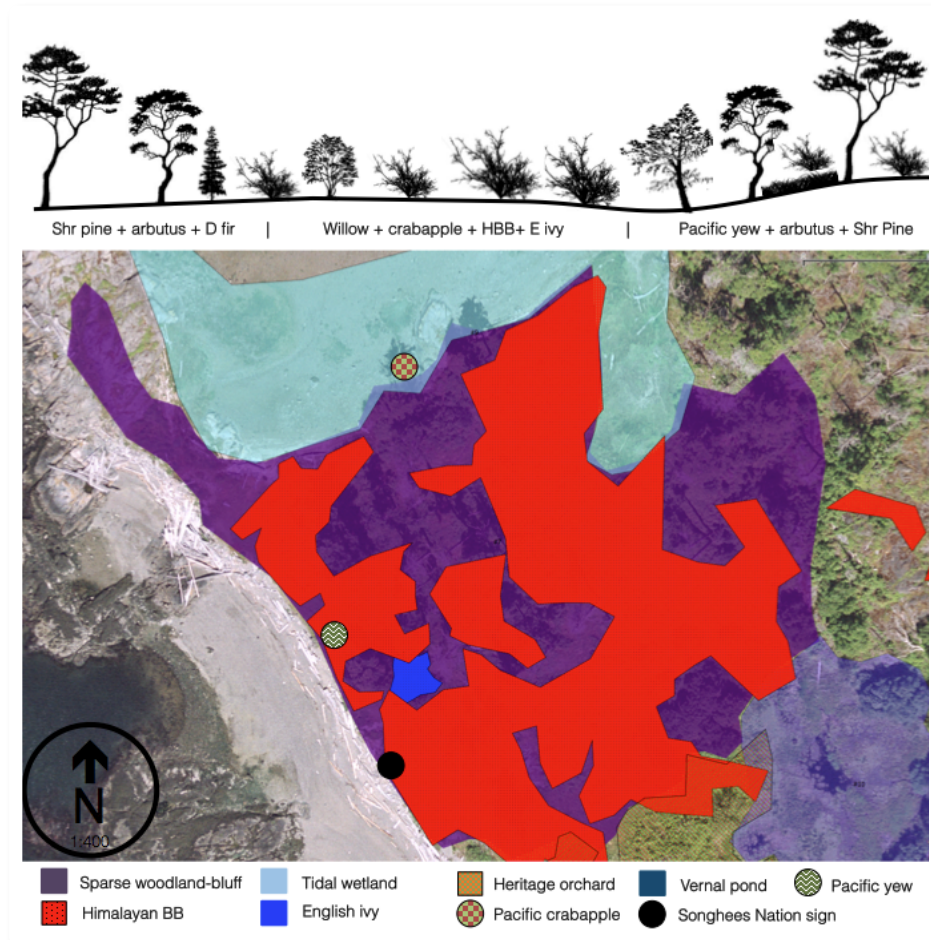 Shr pine + arbutus + D fir | Willow + crabapple + HBB+ E ivy | Pacific yew + arbutus + Shr Pine
N
1:400
Sparse woodland-bluff Tidal wetland Heritage orchard Vernal pond Pacific yew
Himalayan BB English ivy Pacific crabapple Songhees Nation sign